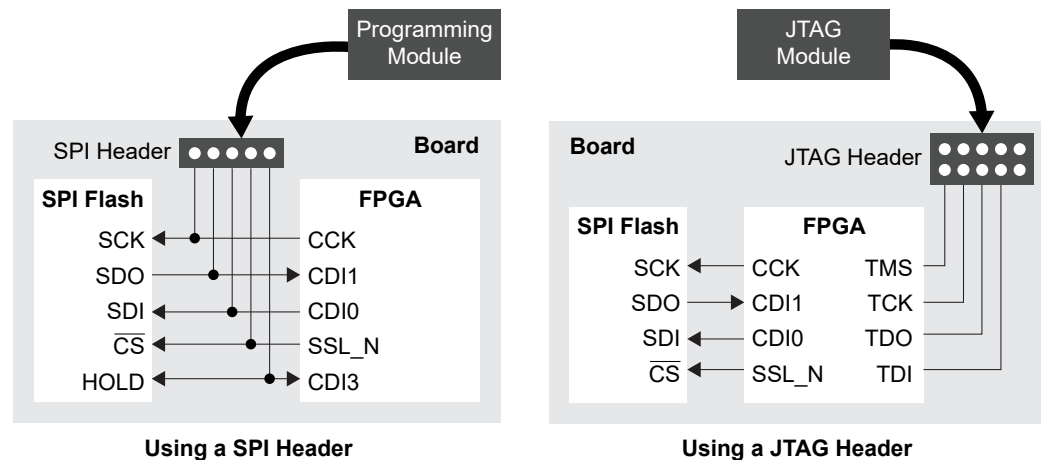 Programming
Module
SPI Header
Board
SPI Flash
FPGA
SCK
CCK
SDO
CDI1
SDI
CDI0
CS
SSL_N
HOLD
CDI3
Using a SPI Header
JTAG
Module
Board
JTAG Header
SPI Flash
FPGA
SCK
CCK
TMS
SDO
CDI1
TCK
SDI
CDI0
TDO
CS
SSL_N
TDI
Using a JTAG Header